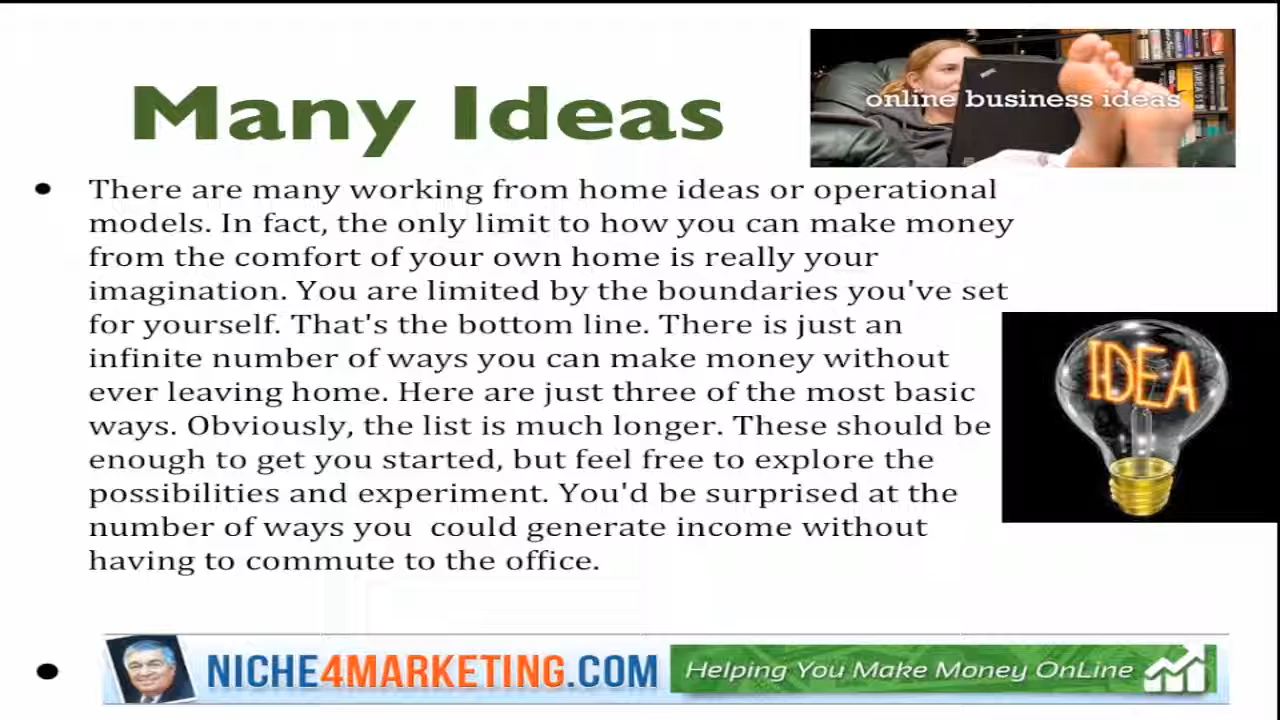 Many Ideas
online business ideas
• There are many working from home ideas or operational
models. In fact, the only limit to how you can make money
from the comfort of your own home is really your
imagination. You are limited by the boundaries you've set
for yourself. That's the bottom line. There is just an
infinite number of ways you can make money without
ever leaving home. Here are just three of the most basic
ways. Obviously, the list is much longer. These should be
enough to get you started, but feel free to explore the
possibilities and experiment. You'd be surprised at the
number of ways you  could generate income without
having to commute to the office.
IDEA
NICHE4MARKETING.COM Helping You Make Money OnLine